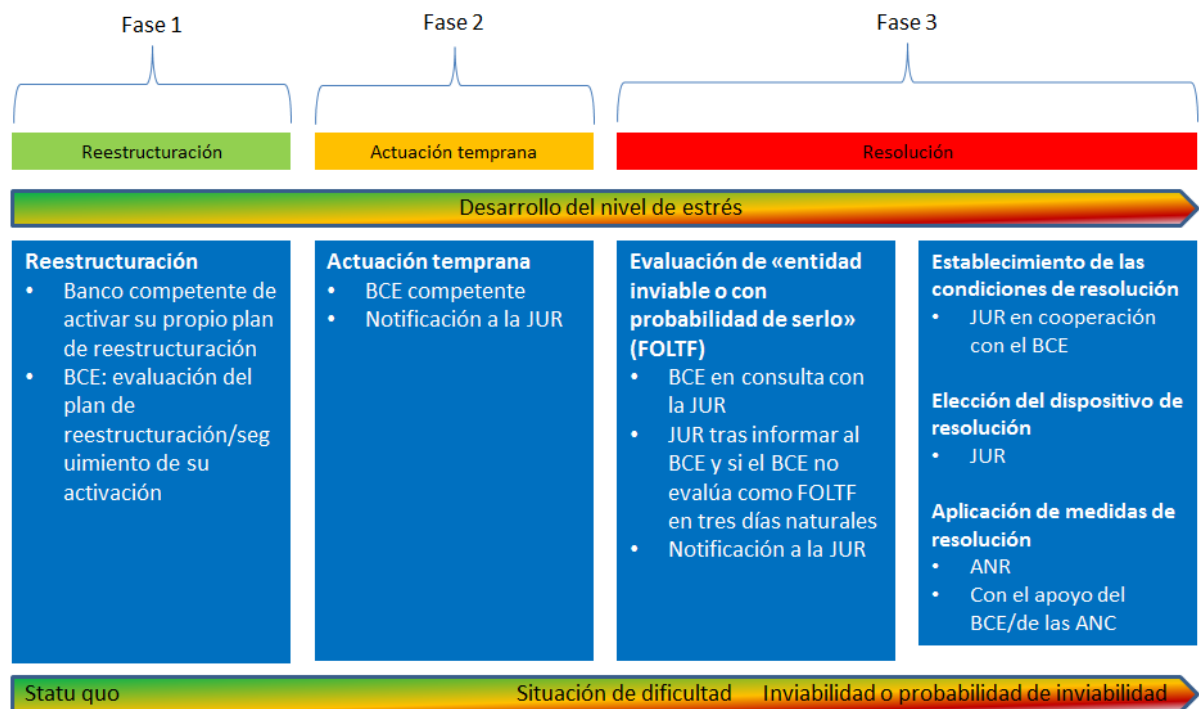 Fase 1
Fase 2
Fase 3
Reestructuración
Actuación temprana
Resolución
Desarrollo del nivel de estrés
Reestructuración
• Banco competente de
activar su propio plan
de reestructuración
• BCE: evaluación del
plan de
reestructuración/seg
uimiento de su
activación
Actuación temprana
• BCE competente
• Notificación a la JUR
Evaluación de «entidad
inviable o con
probabilidad de serlo»
(FOLTF)
• BCE en consulta con
la JUR
• JUR tras informar al
BCE y si el BCE no
evalúa como FOLTF
en tres días naturales
• Notificación a la JUR
Establecimiento de las
condiciones de resolución
• JUR en cooperación
con el BCE
Elección del dispositivo de
resolución
• JUR
Aplicación de medidas de
resolución
• ANR
• Con el apoyo del
BCE/de las ANC
Statu quo
Situación de dificultad
Inviabilidad o probabilidad de inviabilidad